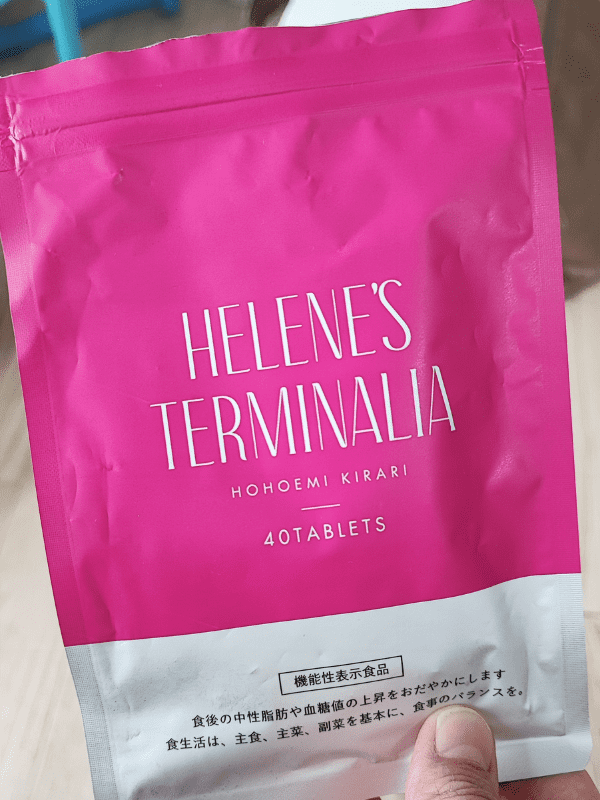 HELENE'S
TERMINALIA
HOHOEMI KIRARI
40TABLETS
機能性表示食品
食後の中性脂肪や血糖値の上昇をおだやかにします
食生活は、主食、主菜、副菜を基本に、食事のバランスを。